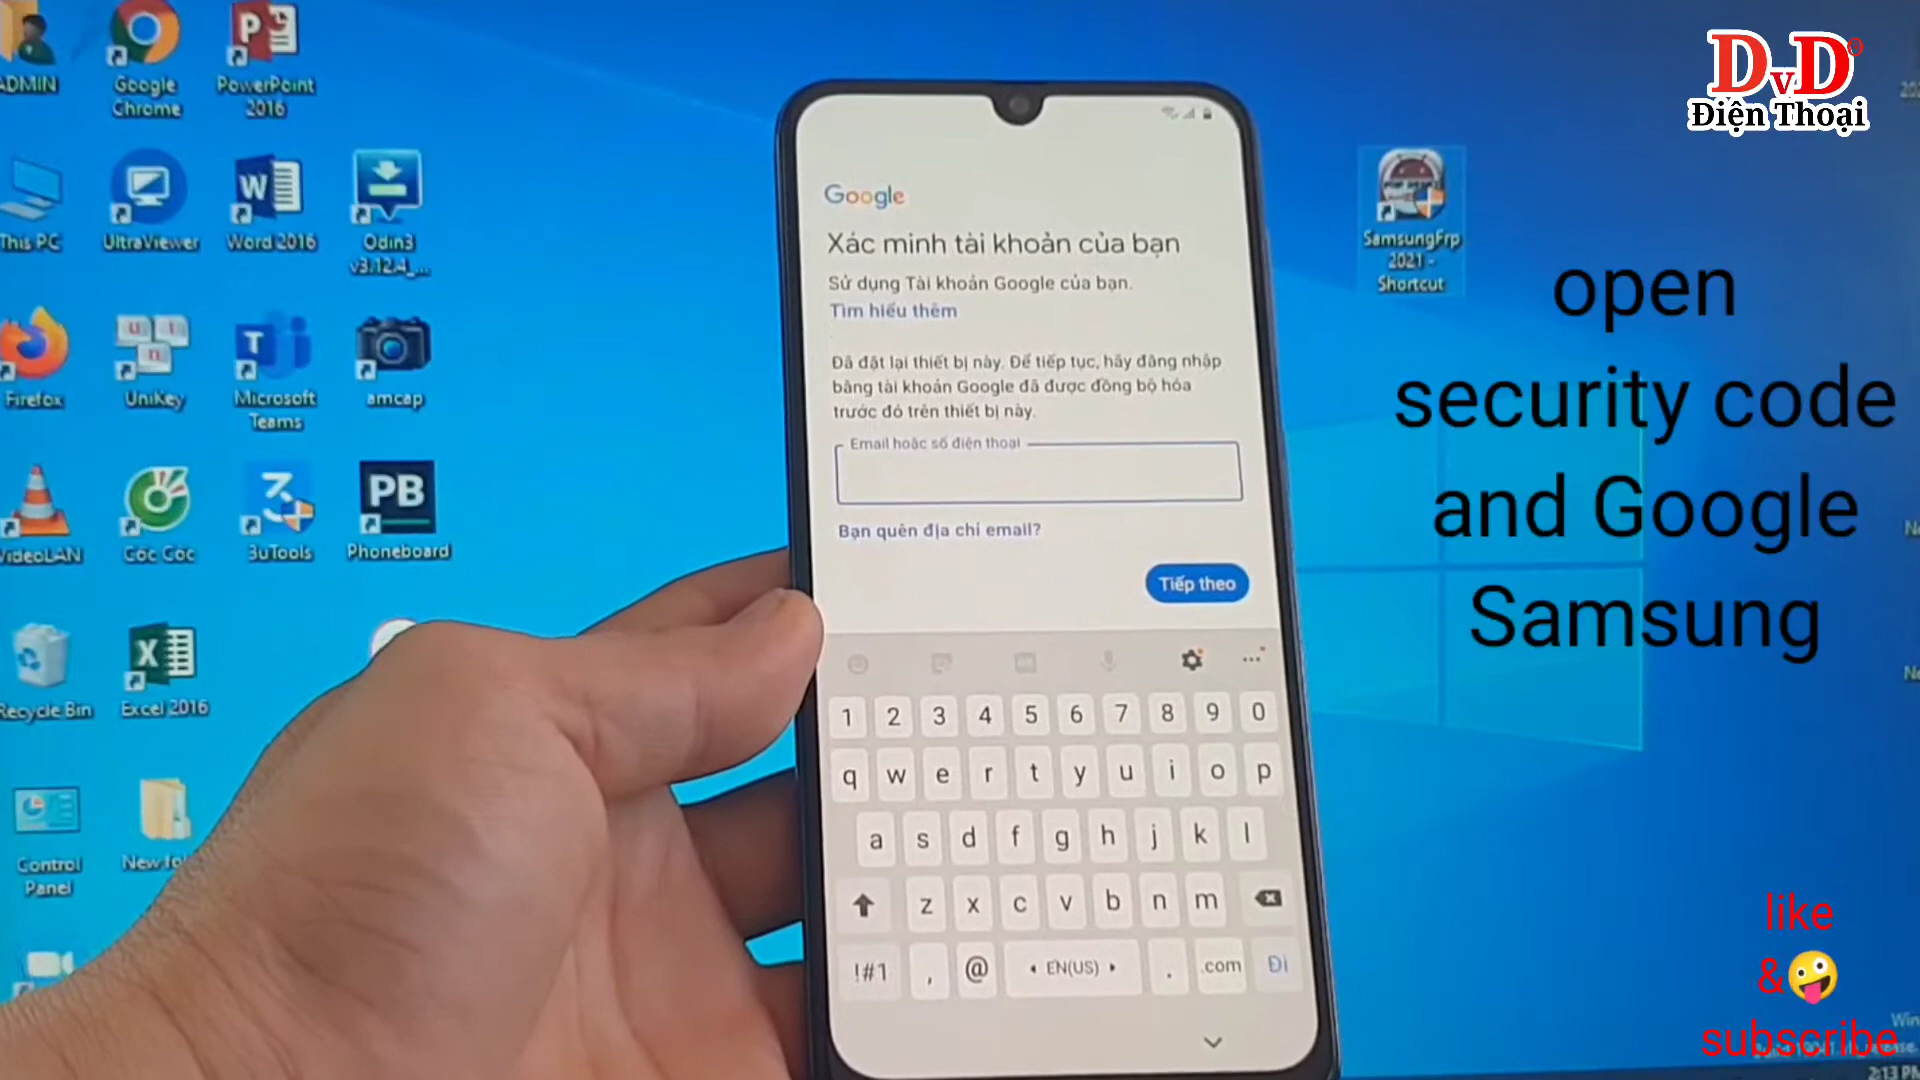 ADMIN
Google
Chrome
PowerPoint
2016
This PC
UltraViewer
Word 2016
Odin3
v3.12.4_...
Firefox
UniKey
Microsoft
Teams
amcap
VideoLAN
Cốc Cốc
3uTools
Phoneboard
Recycle Bin
Excel 2016
Control
Panel
SamsungFrp
2021 -
Shortcut
DvD
Điện Thoại
open
security code
and Google
Samsung
like
&🤪
subscribe
2:13 PM
Google
Xác minh tài khoản của bạn
Sử dụng Tài khoản Google của bạn.
Tìm hiểu thêm
Đã đặt lại thiết bị này. Để tiếp tục, hãy đăng nhập
bằng tài khoản Google đã được đồng bộ hóa
trước đó trên thiết bị này.
Email hoặc số điện thoại
Bạn quên địa chỉ email?
Tiếp theo
1 2 3 4 5 6 7 8 9 0
q w e r t y u i o p
a s d f g h j k l
z x c v b n m
!#1 , @ EN(US) . .com Đi